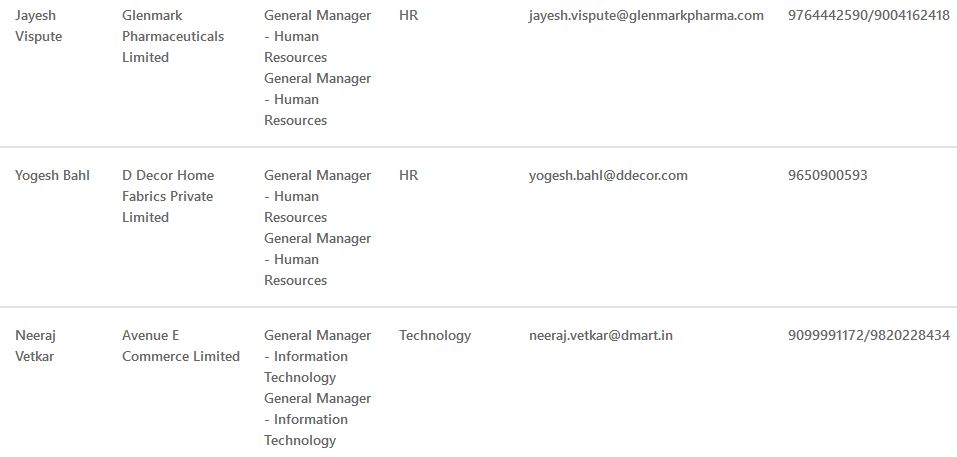 Jayesh Glenmark General Manager HR jayesh.vispute@glenmarkpharma.com 9764442590/9004162418
Vispute Pharmaceuticals - Human
Limited Resources
General Manager
- Human
Resources
Yogesh Bahl D Decor Home General Manager HR yogesh.bahl@ddecor.com 9650900593
Fabrics Private - Human
Limited Resources
General Manager
- Human
Resources
Neeraj Avenue E General Manager Technology neeraj.vetkar@dmart.in 9099991172/9820228434
Vetkar Commerce Limited - Information
Technology
General Manager
- Information
Technology